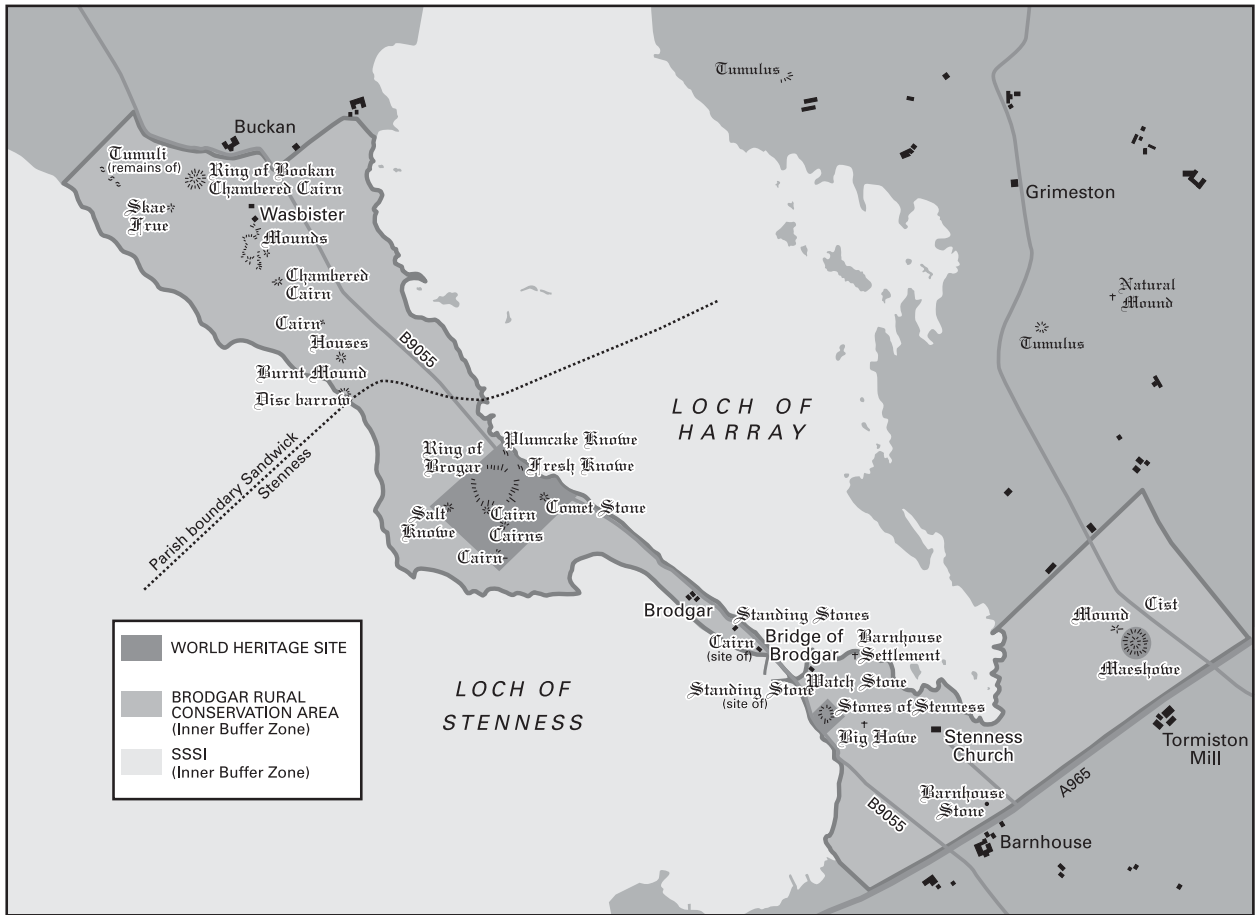 Tumulus
Buckan
Tumuli
(remains of)
Ring of Bookan
Chambered Cairn
Skae
Frue
Wasbister
Mounds
Chambered
Cairn
Cairn
Houses
Burnt Mound
Disc barrow
B9055
Grimeston
Natural
Mound
Tumulus
LOCH OF
HARRAY
Parish boundary Sandwick
Stenness
Ring of
Brogar
Plumcake Knowe
Fresh Knowe
Comet Stone
Salt
Knowe
Cairn
Cairns
Cairn
Brodgar
Standing Stones
Cairn
(site of)
Bridge of
Brodgar
Barnhouse
Settlement
Standing Stone
(site of)
Watch Stone
Stones of Stenness
Big Howe
Stenness
Church
Mound
Cist
Maeshowe
Tormiston
Mill
A965
Barnhouse
Stone
B9055
Barnhouse
LOCH OF
STENNESS
WORLD HERITAGE SITE
BRODGAR RURAL
CONSERVATION AREA
(Inner Buffer Zone)
SSSI
(Inner Buffer Zone)